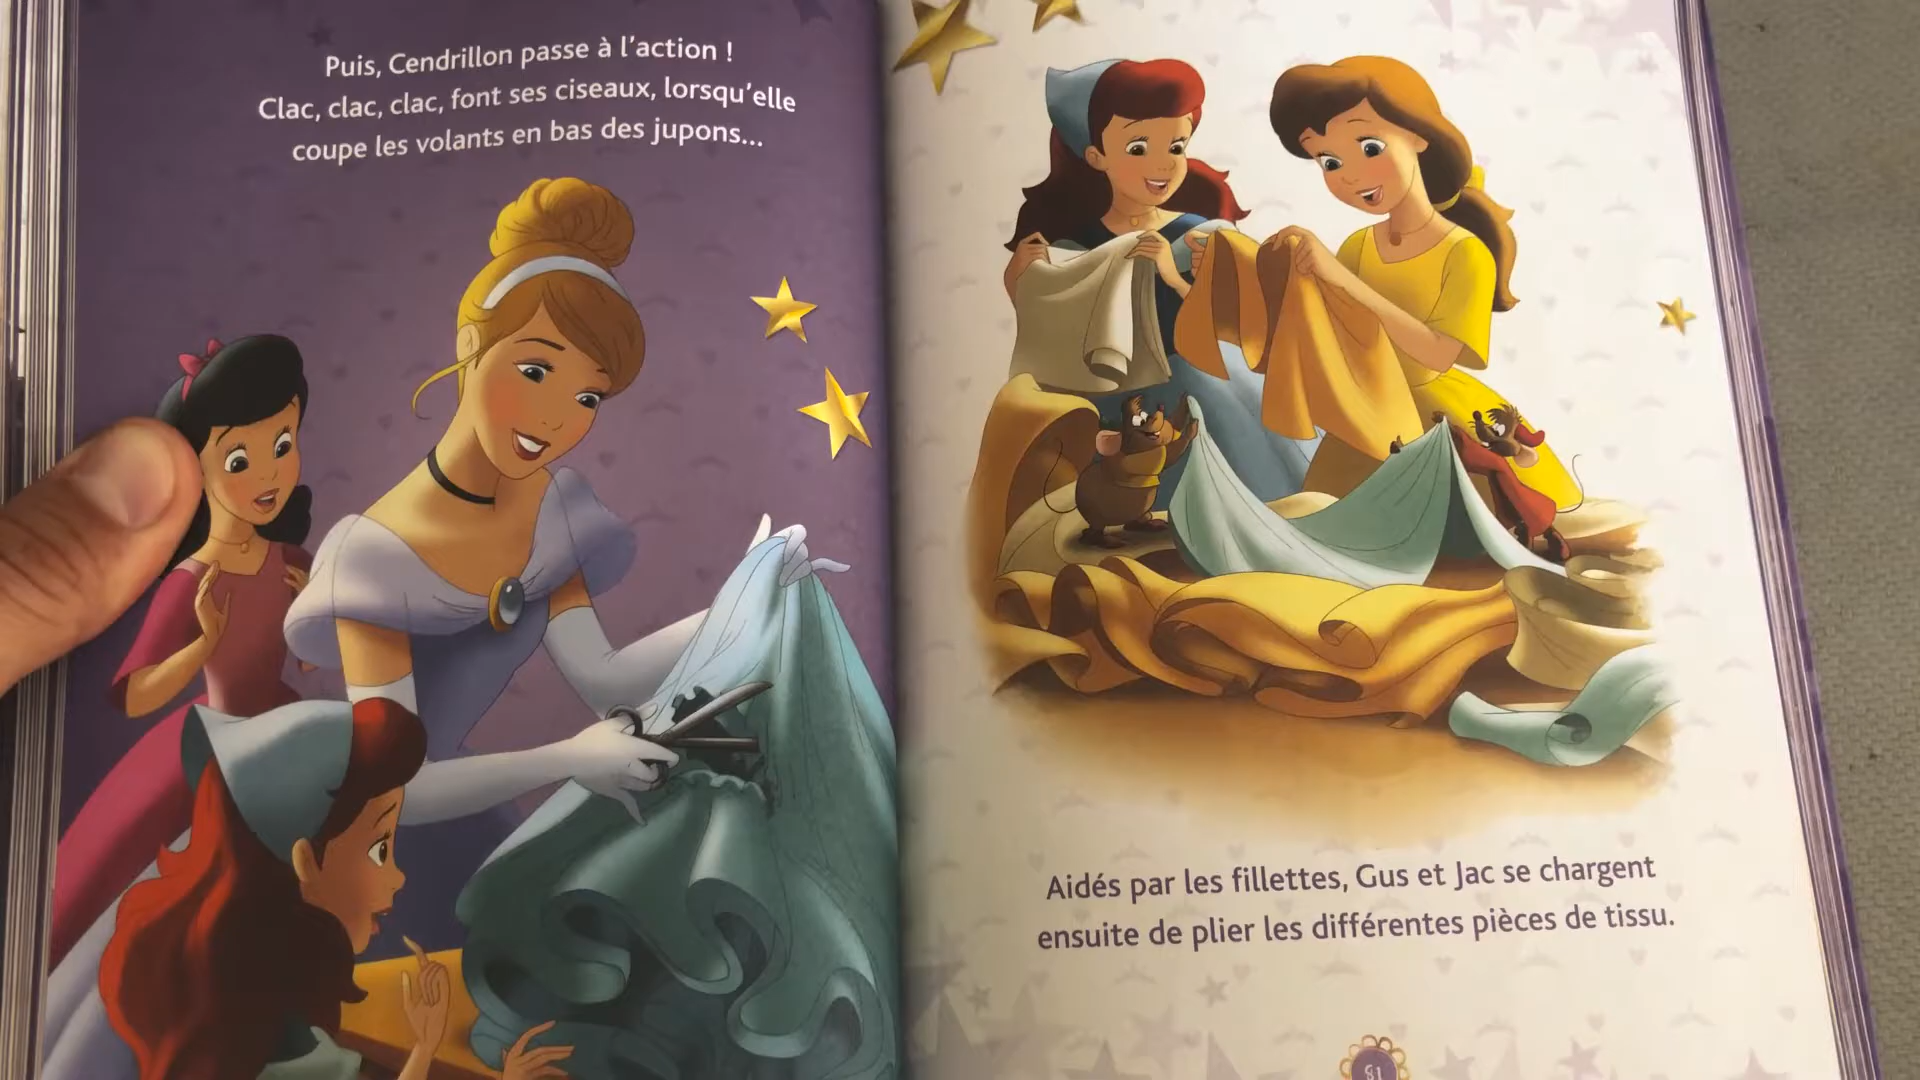 Puis, Cendrillon passe à l'action !
Clac, clac, clac, font ses ciseaux, lorsqu'elle
coupe les volants en bas des jupons...
Aidés par les fillettes, Gus et Jac se chargent
ensuite de plier les différentes pièces de tissu.
81